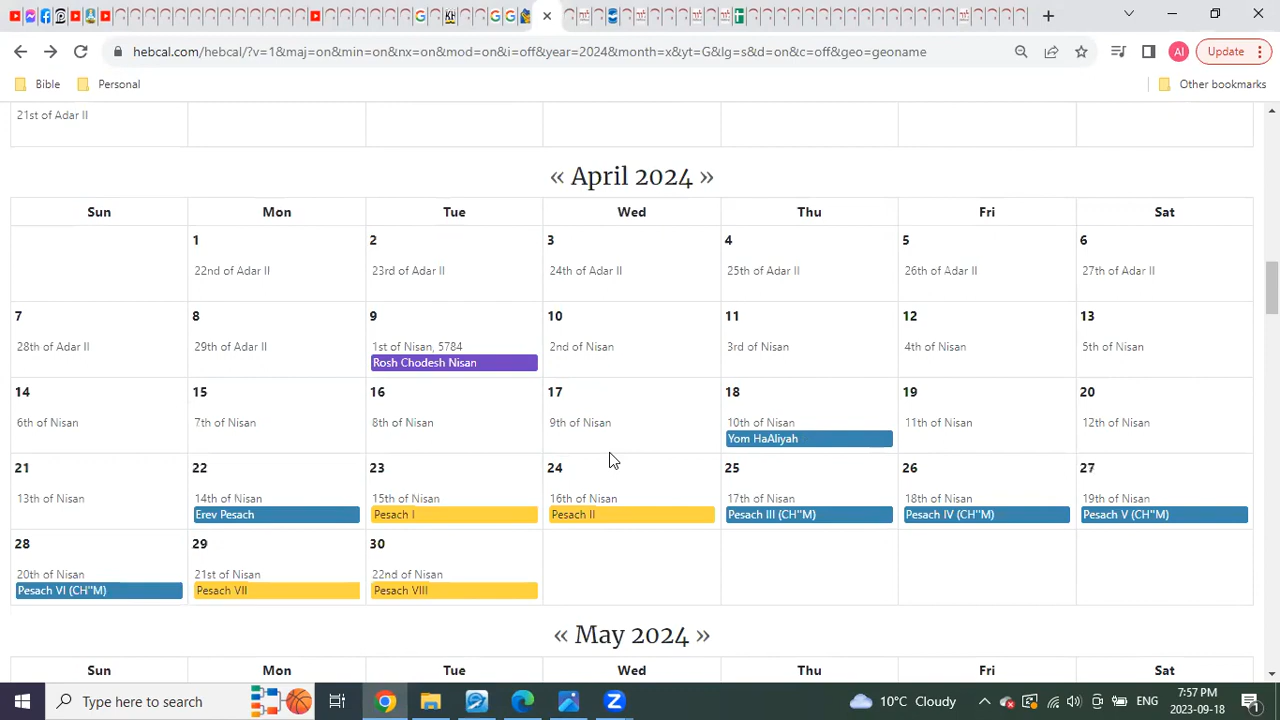 hebcal.com/hebcal/?v=1&maj=on&min=on&nx=on&mod=on&i=off&year=2024&month=x&yt=G&lg=s&d=on&c=off&geo=geoname
AI
Update
Bible
Personal
Other bookmarks
21st of Adar II
« April 2024 »
Sun Mon Tue Wed Thu Fri Sat
1 2 3 4 5 6
22nd of Adar II 23rd of Adar II 24th of Adar II 25th of Adar II 26th of Adar II 27th of Adar II
7 8 9 10 11 12 13
28th of Adar II 29th of Adar II 1st of Nisan, 5784 2nd of Nisan 3rd of Nisan 4th of Nisan 5th of Nisan
Rosh Chodesh Nisan
14 15 16 17 18 19 20
6th of Nisan 7th of Nisan 8th of Nisan 9th of Nisan 10th of Nisan 11th of Nisan 12th of Nisan
Yom HaAliyah
21 22 23 24 25 26 27
13th of Nisan 14th of Nisan 15th of Nisan 16th of Nisan 17th of Nisan 18th of Nisan 19th of Nisan
Erev Pesach Pesach I Pesach II Pesach III (CH''M) Pesach IV (CH''M) Pesach V (CH''M)
28 29 30
20th of Nisan 21st of Nisan 22nd of Nisan
Pesach VI (CH''M) Pesach VII Pesach VIII
« May 2024 »
Sun Mon Tue Wed Thu Fri Sat
Type here to search
10°C Cloudy
ENG
7:57 PM
2023-09-18
1